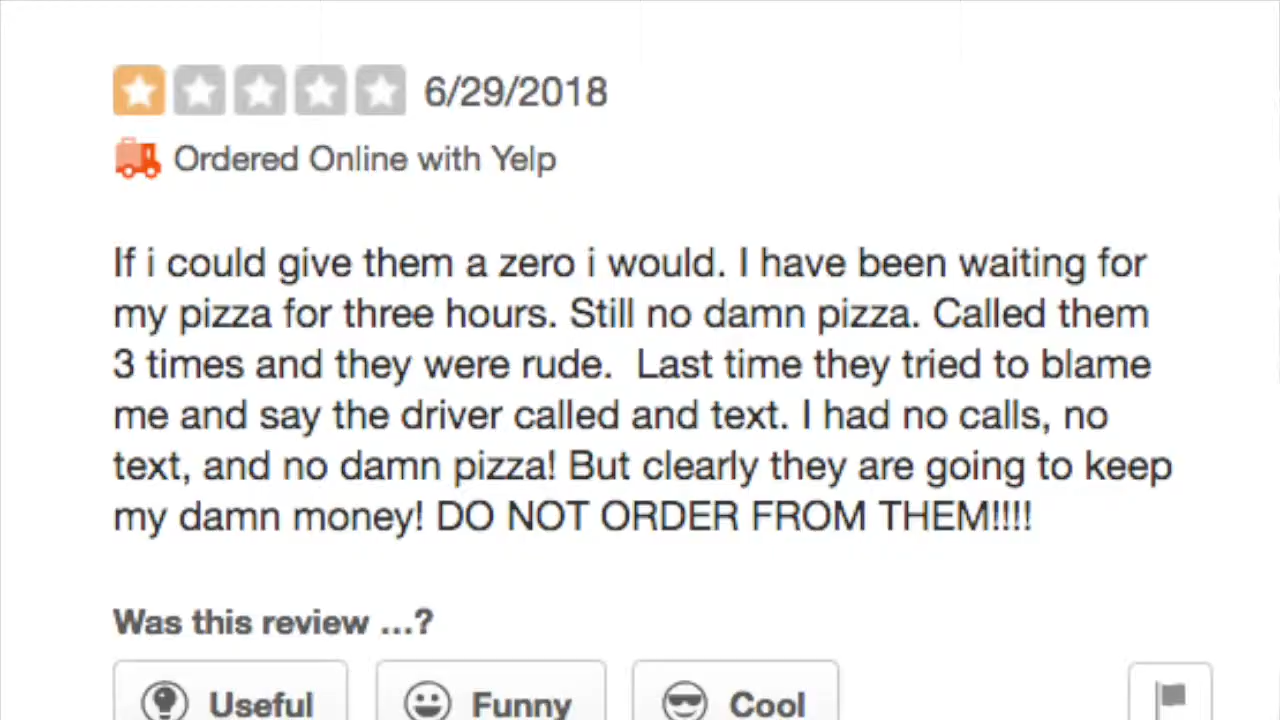 6/29/2018
Ordered Online with Yelp
If i could give them a zero i would. I have been waiting for
my pizza for three hours. Still no damn pizza. Called them
3 times and they were rude.  Last time they tried to blame
me and say the driver called and text. I had no calls, no
text, and no damn pizza! But clearly they are going to keep
my damn money! DO NOT ORDER FROM THEM!!!!
Was this review ...?
Useful Funny Cool